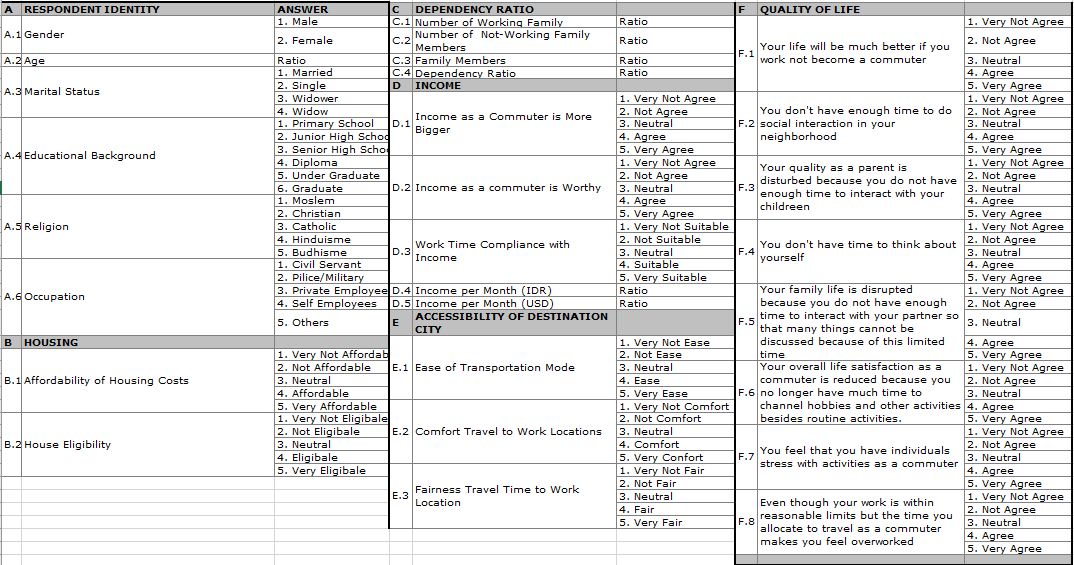 A RESPONDENT IDENTITY ANSWER
A.1 Gender
1. Male
2. Female
A.2 Age Ratio
A.3 Marital Status
1. Married
2. Single
3. Widower
4. Widow
A.4 Educational Background
1. Primary School
2. Junior High Schoo
3. Senior High Schoo
4. Diploma
5. Under Graduate
6. Graduate
A.5 Religion
1. Moslem
2. Christian
3. Catholic
4. Hinduisme
5. Budhisme
A.6 Occupation
1. Civil Servant
2. Pilice/Military
3. Private Employee
4. Self Employees
5. Others
B HOUSING
B.1 Affordability of Housing Costs
1. Very Not Affordab
2. Not Affordable
3. Neutral
4. Affordable
5. Very Affordable
B.2 House Eligibility
1. Very Not Eligibale
2. Not Eligibale
3. Neutral
4. Eligibale
5. Very Eligibale
C DEPENDENCY RATIO
C.1 Number of Working Family Ratio
C.2 Number of Not-Working Family
Members
Ratio
C.3 Family Members Ratio
C.4 Dependency Ratio Ratio
D INCOME
D.1 Income as a Commuter is More
Bigger
1. Very Not Agree
2. Not Agree
3. Neutral
4. Agree
5. Very Agree
D.2 Income as a commuter is Worthy
1. Very Not Agree
2. Not Agree
3. Neutral
4. Agree
5. Very Agree
D.3 Work Time Compliance with
Income
1. Very Not Suitable
2. Not Suitable
3. Neutral
4. Suitable
5. Very Suitable
D.4 Income per Month (IDR) Ratio
D.5 Income per Month (USD) Ratio
E ACCESSIBILITY OF DESTINATION
CITY
E.1 Ease of Transportation Mode
1. Very Not Ease
2. Not Ease
3. Neutral
4. Ease
5. Very Ease
E.2 Comfort Travel to Work Locations
1. Very Not Comfort
2. Not Comfort
3. Neutral
4. Comfort
5. Very Confort
E.3 Fairness Travel Time to Work
Location
1. Very Not Fair
2. Not Fair
3. Neutral
4. Fair
5. Very Fair
F QUALITY OF LIFE
F.1 Your life will be much better if you
work not become a commuter
1. Very Not Agree
2. Not Agree
3. Neutral
4. Agree
5. Very Agree
F.2 You don't have enough time to do
social interaction in your
neighborhood
1. Very Not Agree
2. Not Agree
3. Neutral
4. Agree
5. Very Agree
F.3 Your quality as a parent is
disturbed because you do not have
enough time to interact with your
childreen
1. Very Not Agree
2. Not Agree
3. Neutral
4. Agree
5. Very Agree
F.4 You don't have time to think about
yourself
1. Very Not Agree
2. Not Agree
3. Neutral
4. Agree
5. Very Agree
F.5 Your family life is disrupted
because you do not have enough
time to interact with your partner so
that many things cannot be
discussed because of this limited
time
1. Very Not Agree
2. Not Agree
3. Neutral
4. Agree
5. Very Agree
F.6 Your overall life satisfaction as a
commuter is reduced because you
no longer have much time to
channel hobbies and other activities
besides routine activities.
1. Very Not Agree
2. Not Agree
3. Neutral
4. Agree
5. Very Agree
F.7 You feel that you have individuals
stress with activities as a commuter
1. Very Not Agree
2. Not Agree
3. Neutral
4. Agree
5. Very Agree
F.8 Even though your work is within
reasonable limits but the time you
allocate to travel as a commuter
makes you feel overworked
1. Very Not Agree
2. Not Agree
3. Neutral
4. Agree
5. Very Agree